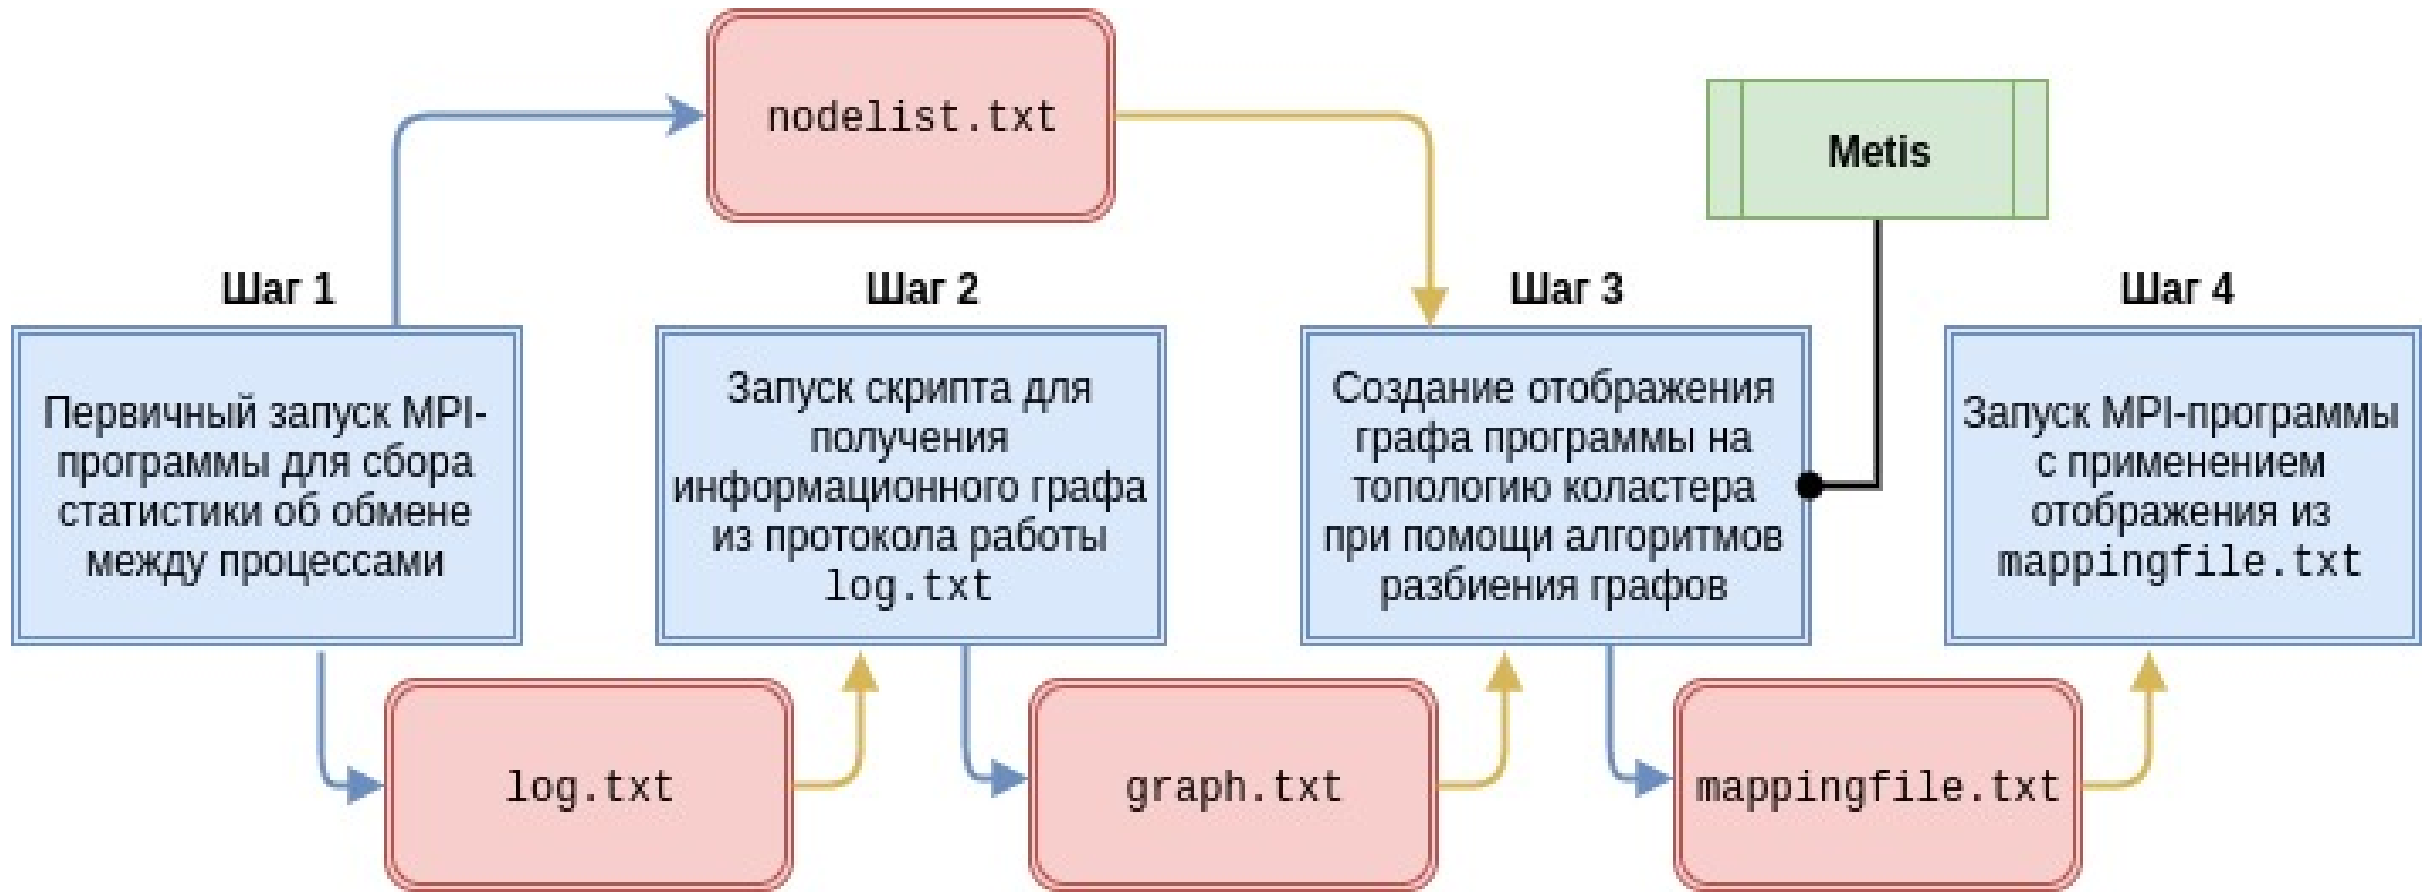 nodelist.txt
Metis
Шаг 1
Шаг 2
Шаг 3
Шаг 4
Первичный запуск MPI-
программы для сбора
статистики об обмене
между процессами
Запуск скрипта для
получения
информационного графа
из протокола работы
log.txt
Создание отображения
графа программы на
топологию коластера
при помощи алгоритмов
разбиения графов
Запуск MPI-программы
с применением
отображения из
mappingfile.txt
log.txt
graph.txt
mappingfile.txt